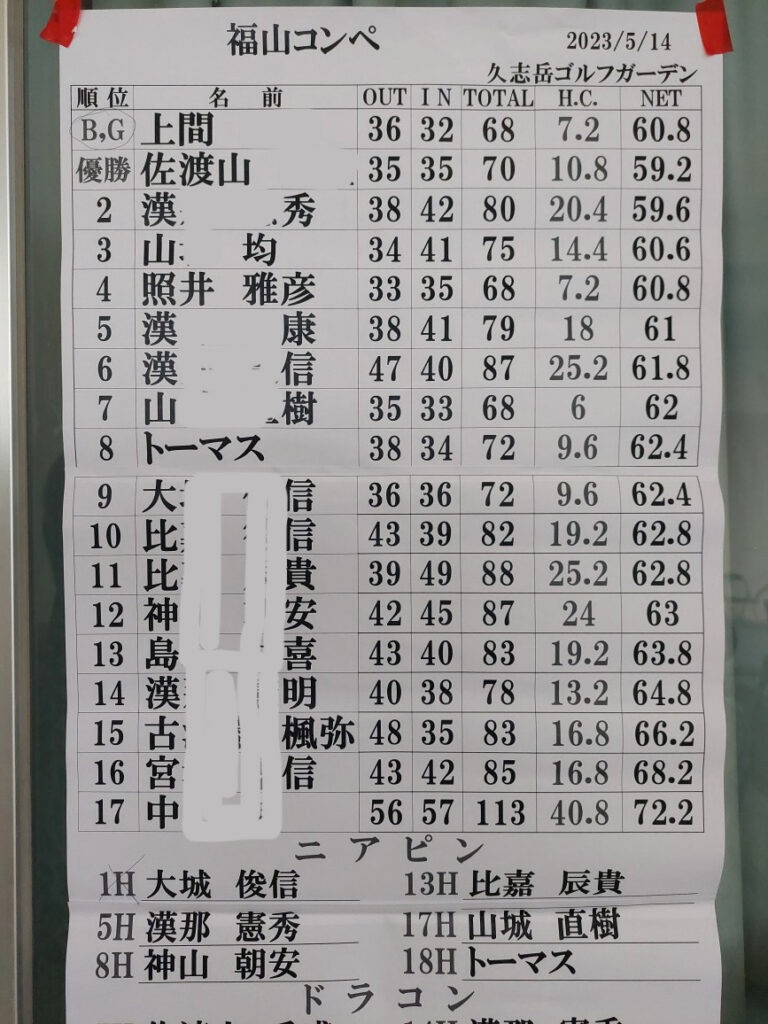 福山コンペ 2023/5/14
久志岳ゴルフガーデン
順位 名前 OUT IN TOTAL H.C. NET
B,G 上間 36 32 68 7.2 60.8
優勝 佐渡山 35 35 70 10.8 59.2
2 漢 秀 38 42 80 20.4 59.6
3 山 均 34 41 75 14.4 60.6
4 照井 雅彦 33 35 68 7.2 60.8
5 漢 康 38 41 79 18 61
6 漢 信 47 40 87 25.2 61.8
7 山 樹 35 33 68 6 62
8 トーマス 38 34 72 9.6 62.4
9 大 信 36 36 72 9.6 62.4
10 比嘉 信 43 39 82 19.2 62.8
11 比 貴 39 49 88 25.2 62.8
12 神 安 42 45 87 24 63
13 島 喜 43 40 83 19.2 63.8
14 漢 明 40 38 78 13.2 64.8
15 古 楓弥 48 35 83 16.8 66.2
16 宮 信 43 42 85 16.8 68.2
17 中 56 57 113 40.8 72.2
ニアピン
1H 大城 俊信 13H 比嘉 辰貴
5H 漢那 憲秀 17H 山城 直樹
8H 神山 朝安 18H トーマス
ドラコン